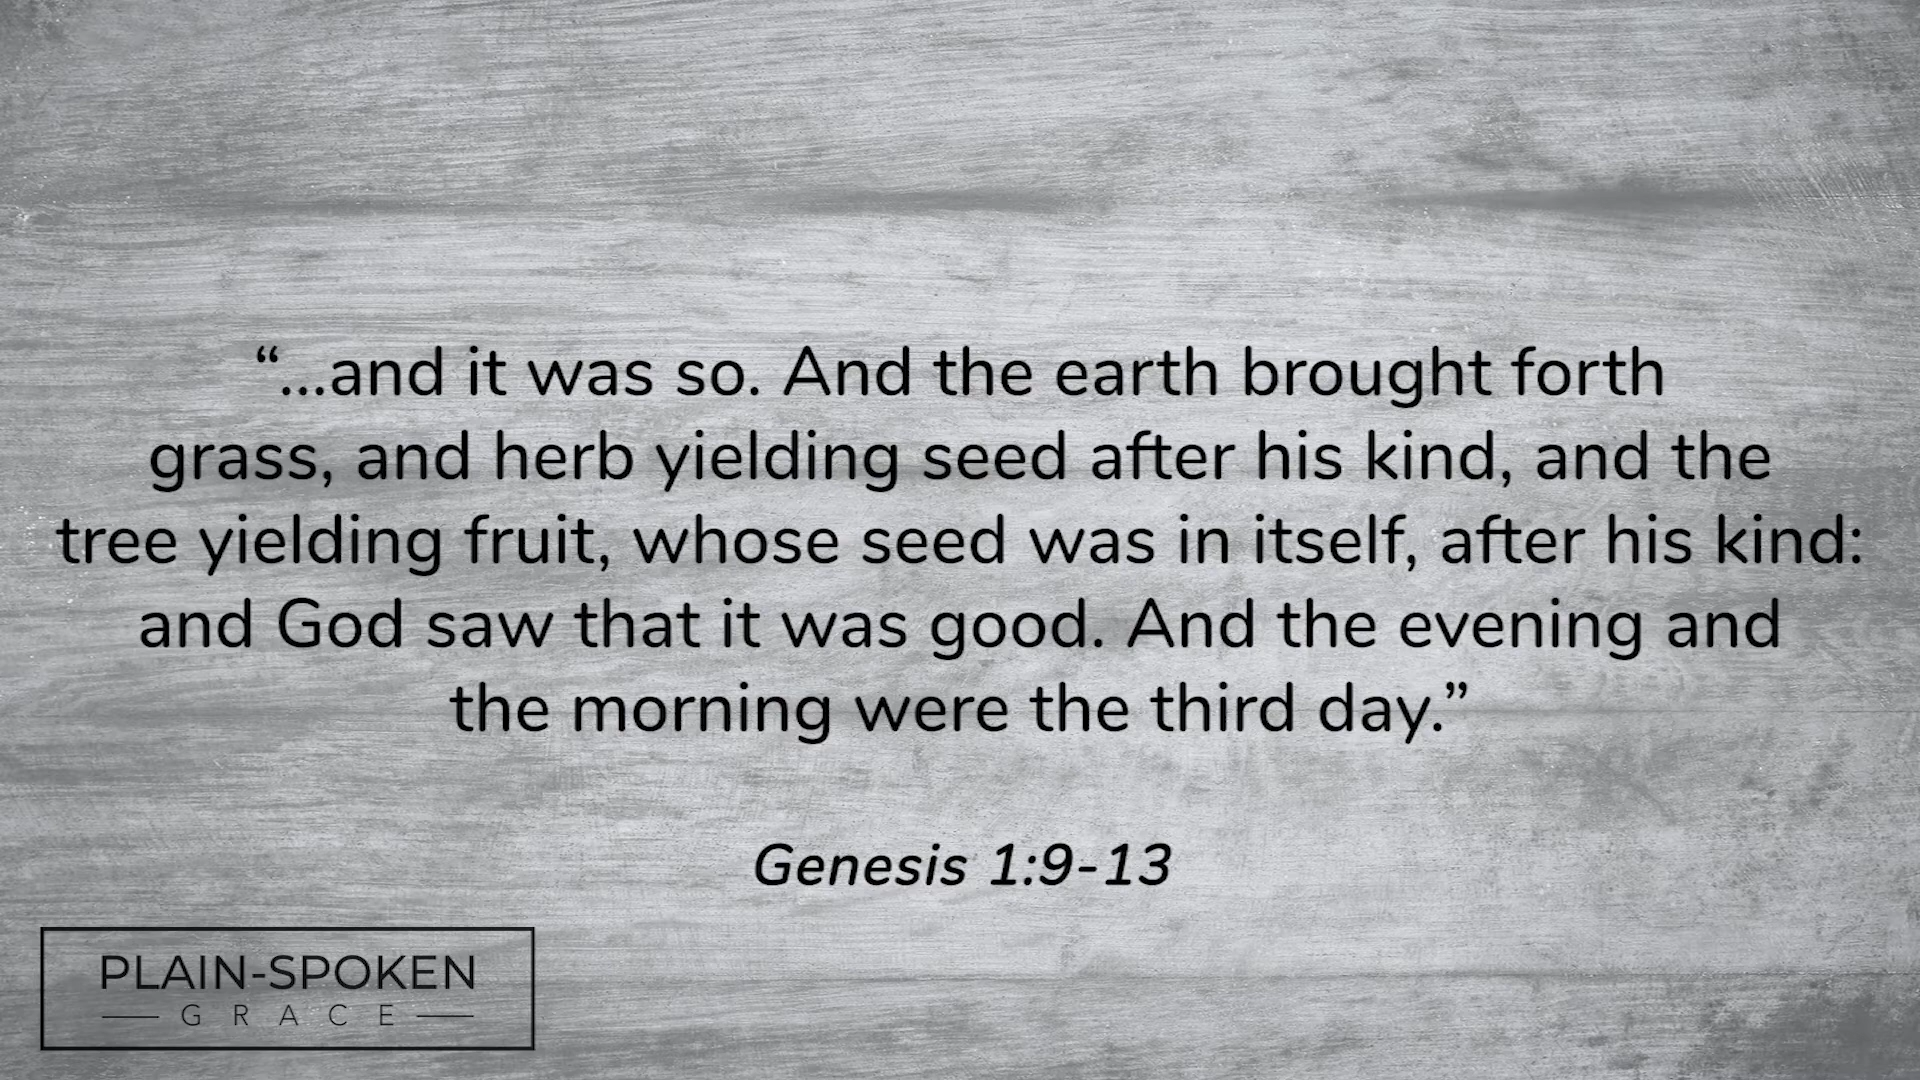 “...and it was so. And the earth brought forth
grass, and herb yielding seed after his kind, and the
tree yielding fruit, whose seed was in itself, after his kind:
and God saw that it was good. And the evening and
the morning were the third day.”
Genesis 1:9-13
PLAIN-SPOKEN
GRACE